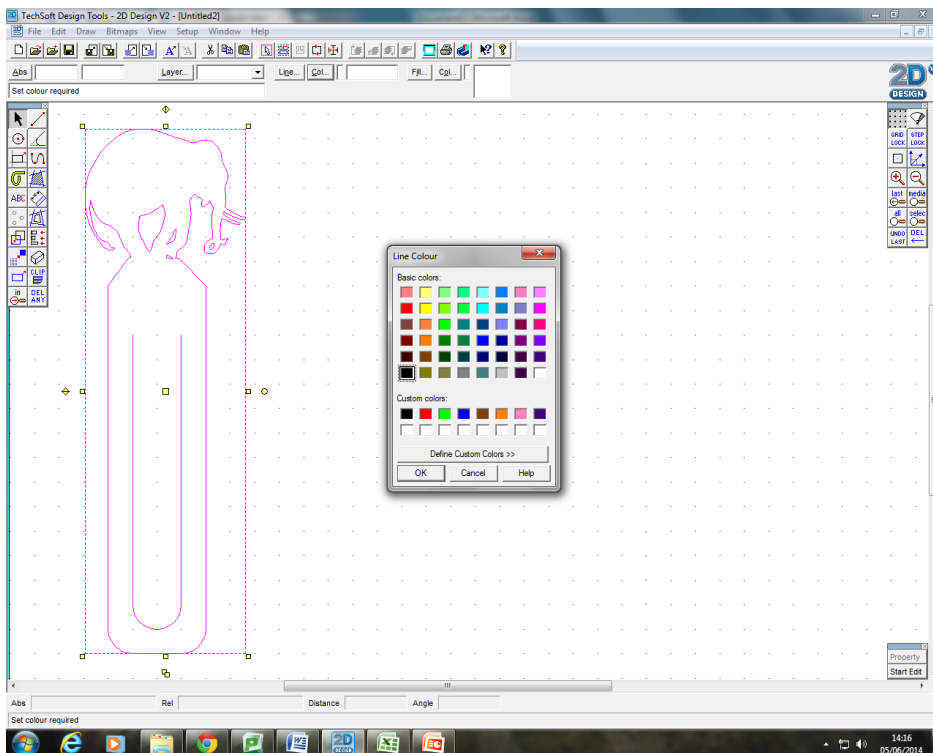 TechSoft Design Tools - 2D Design V2 - [Untitled2]
File Edit Draw Bitmaps View Setup Window Help
Abs Layer... Line... Col... Fill... Col...
Set colour required
2D
DESIGN
ABC
CLIP
in DEL
ANY
GRID LOCK STEP LOCK
last media
all selec
UNDO LAST DEL
Line Colour
Basic colors:
Custom colors:
Define Custom Colors >>
OK Cancel Help
Property
Start Edit
Abs Rel Distance Angle
Set colour required
2D
DESIGN
14:16
05/06/2014